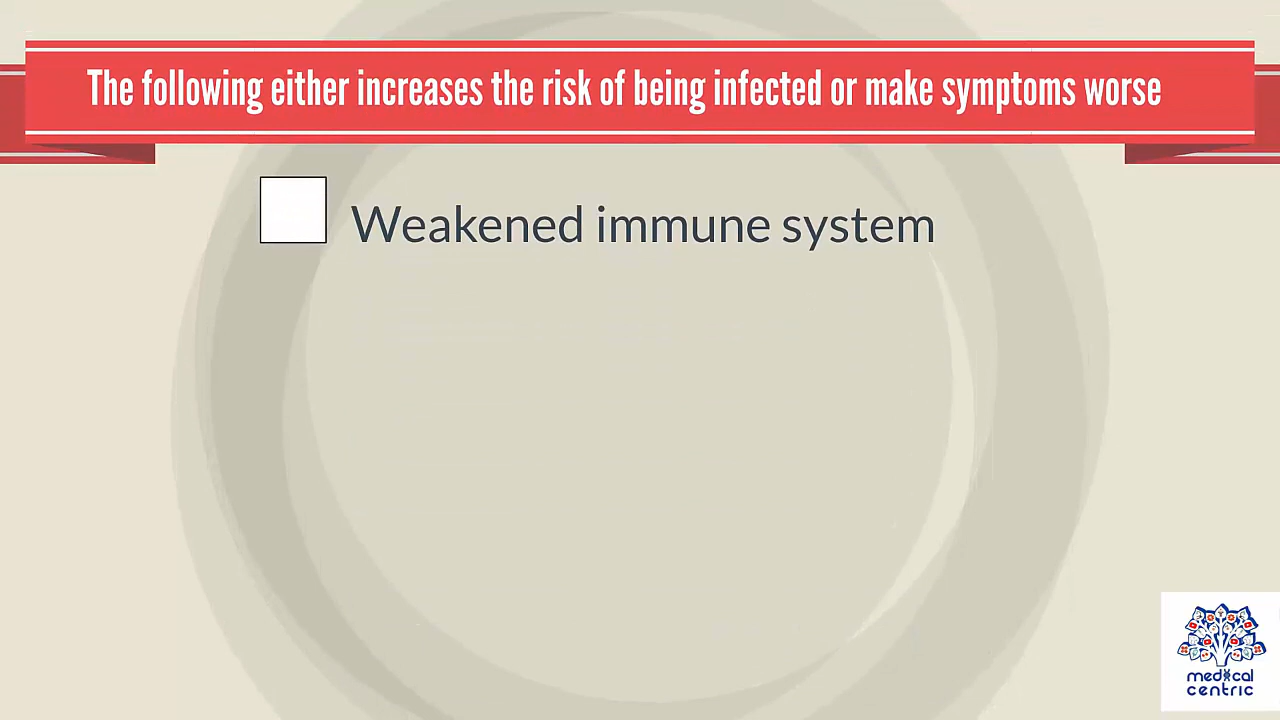 The following either increases the risk of being infected or make symptoms worse
Weakened immune system
medical
centric